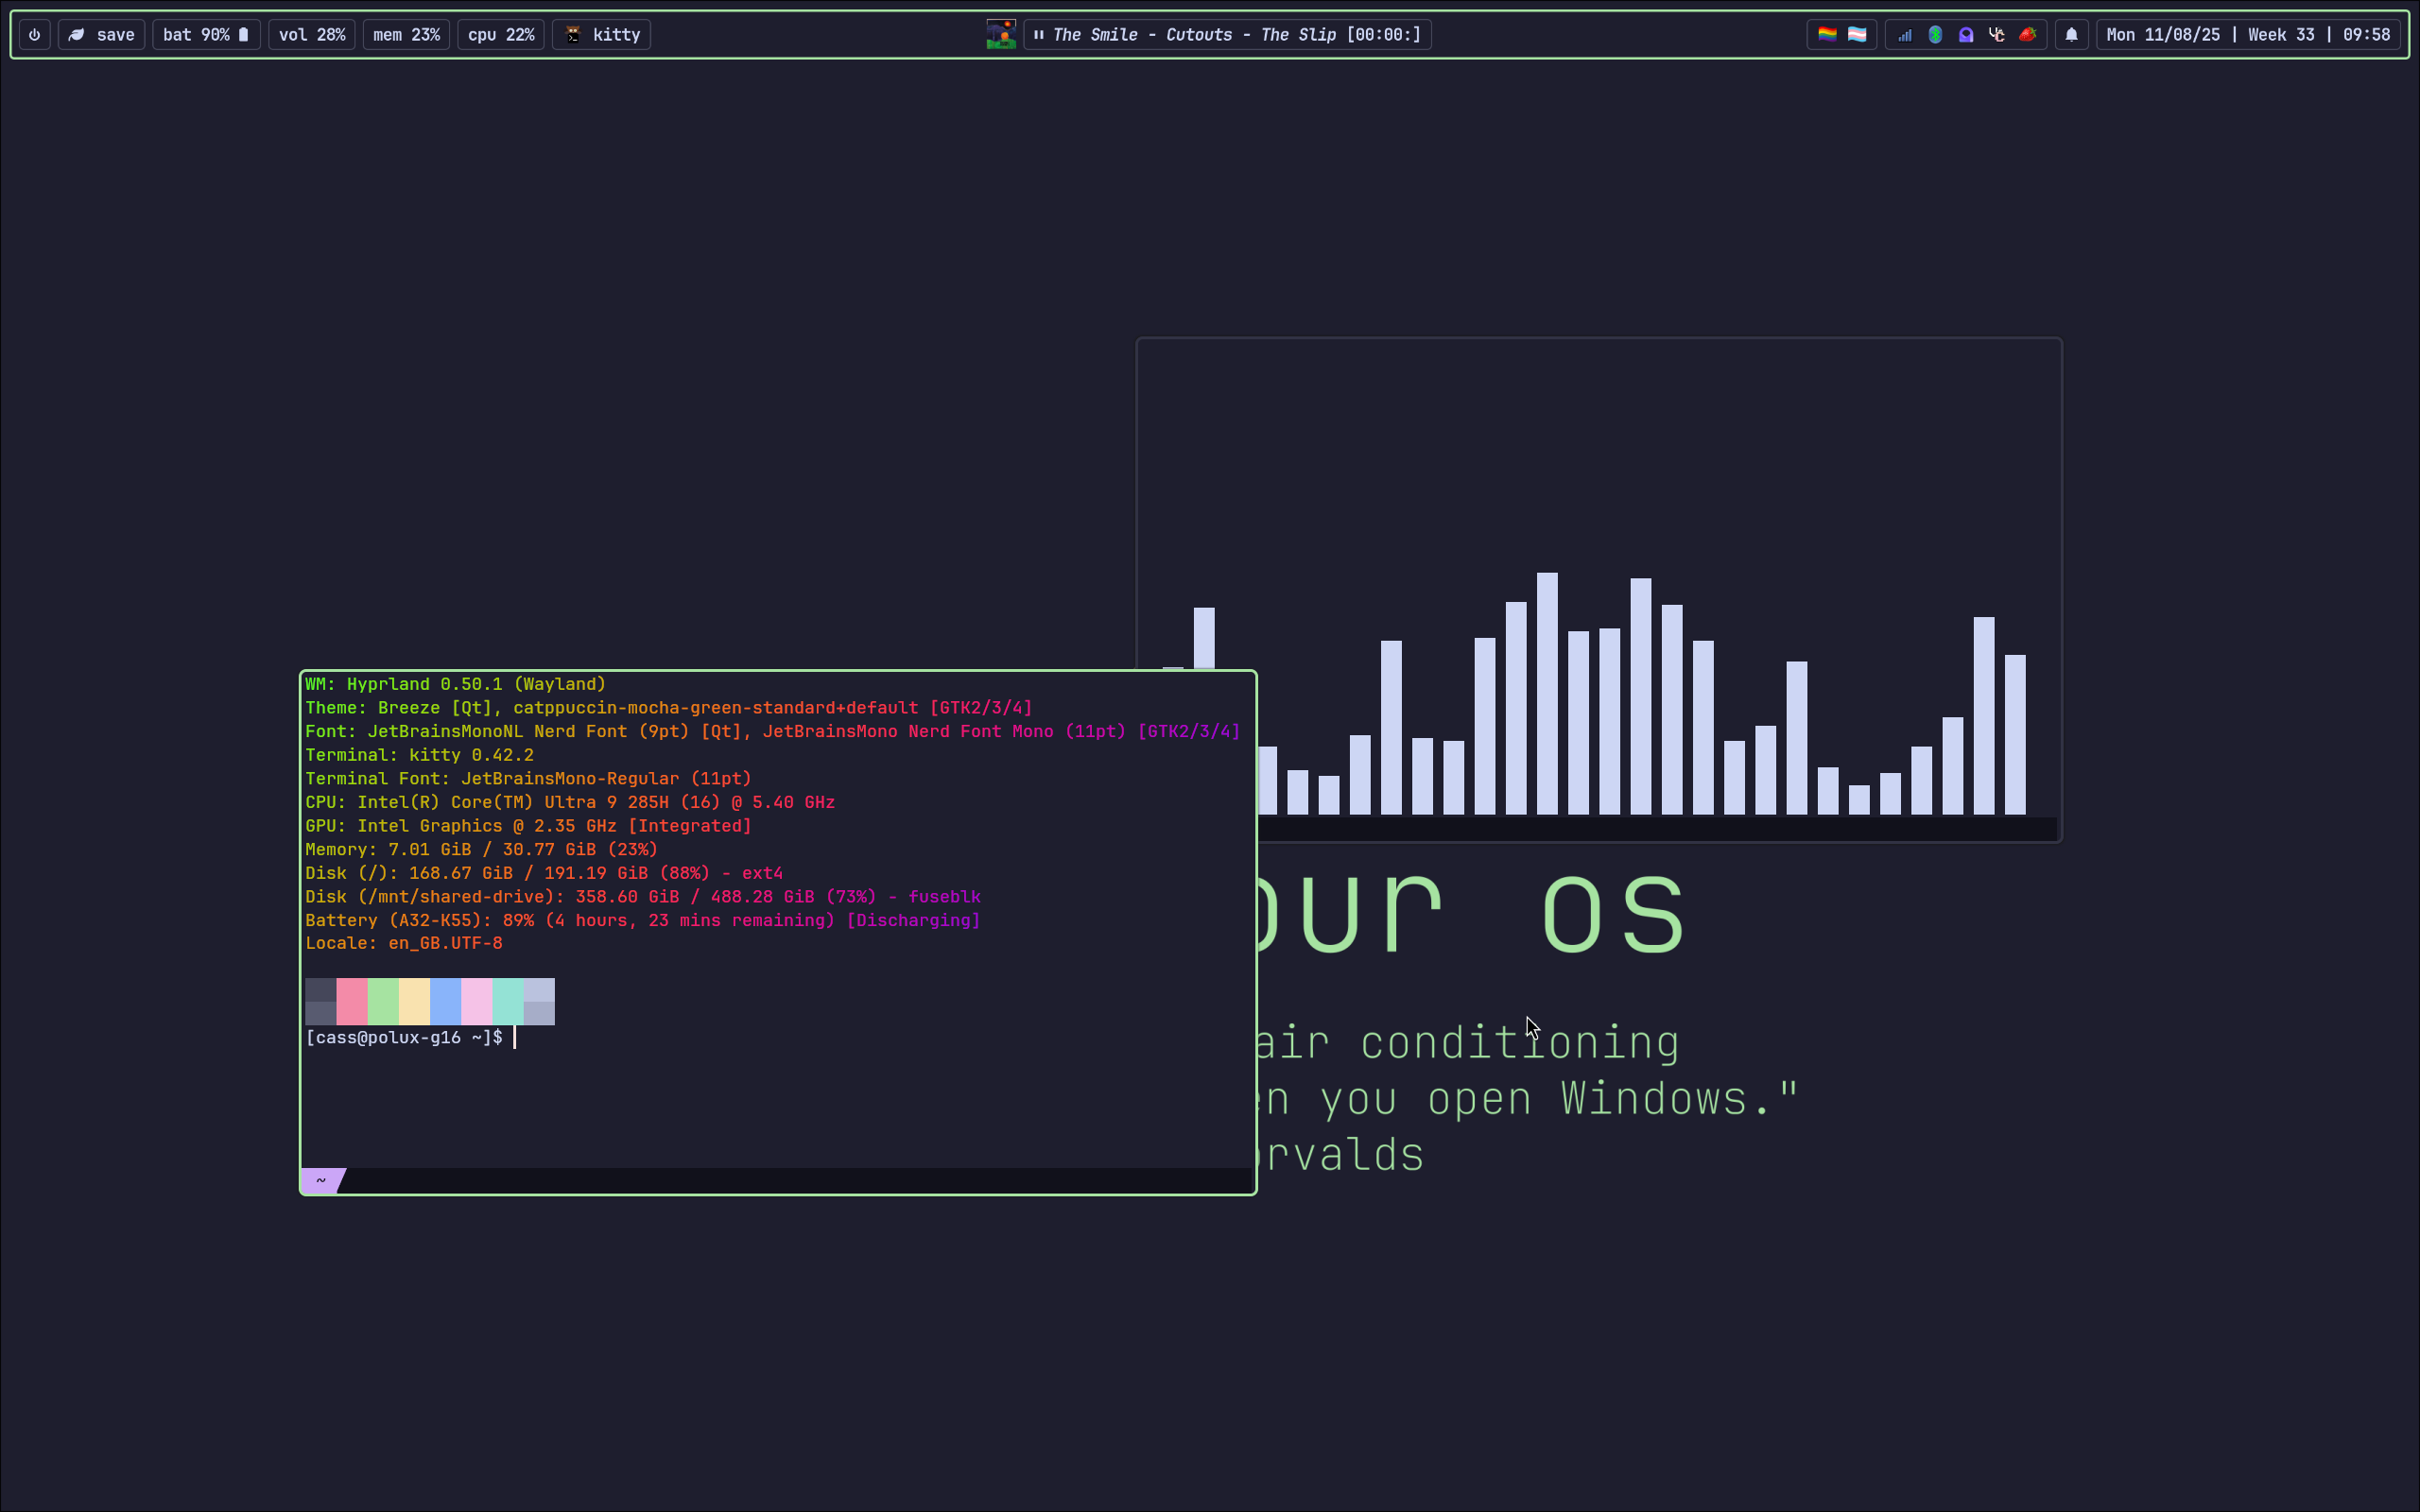 save
bat 90%
vol 28%
mem 23%
cpu 22%
kitty
The Smile - Cutouts - The Slip [00:00:]
Mon 11/08/25 | Week 33 | 09:58
WM: Hyprland 0.50.1 (Wayland)
Theme: Breeze [Qt], catppuccin-mocha-green-standard+default [GTK2/3/4]
Font: JetBrainsMonoNL Nerd Font (9pt) [Qt], JetBrainsMono Nerd Font Mono (11pt) [GTK2/3/4]
Terminal: kitty 0.42.2
Terminal Font: JetBrainsMono-Regular (11pt)
CPU: Intel(R) Core(TM) Ultra 9 285H (16) @ 5.40 GHz
GPU: Intel Graphics @ 2.35 GHz [Integrated]
Memory: 7.01 GiB / 30.77 GiB (23%)
Disk (/): 168.67 GiB / 191.19 GiB (88%) - ext4
Disk (/mnt/shared-drive): 358.60 GiB / 488.28 GiB (73%) - fuseblk
Battery (A32-K55): 89% (4 hours, 23 mins remaining) [Discharging]
Locale: en_GB.UTF-8
[cass@polux-g16 ~]$
~
our os
air conditioning
en you open Windows."
orvalds